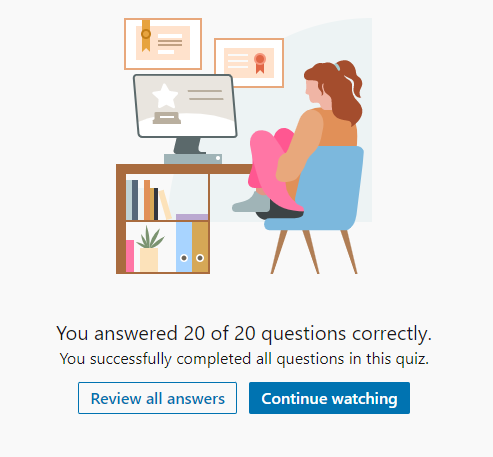 You answered 20 of 20 questions correctly.
You successfully completed all questions in this quiz.
Review all answers
Continue watching